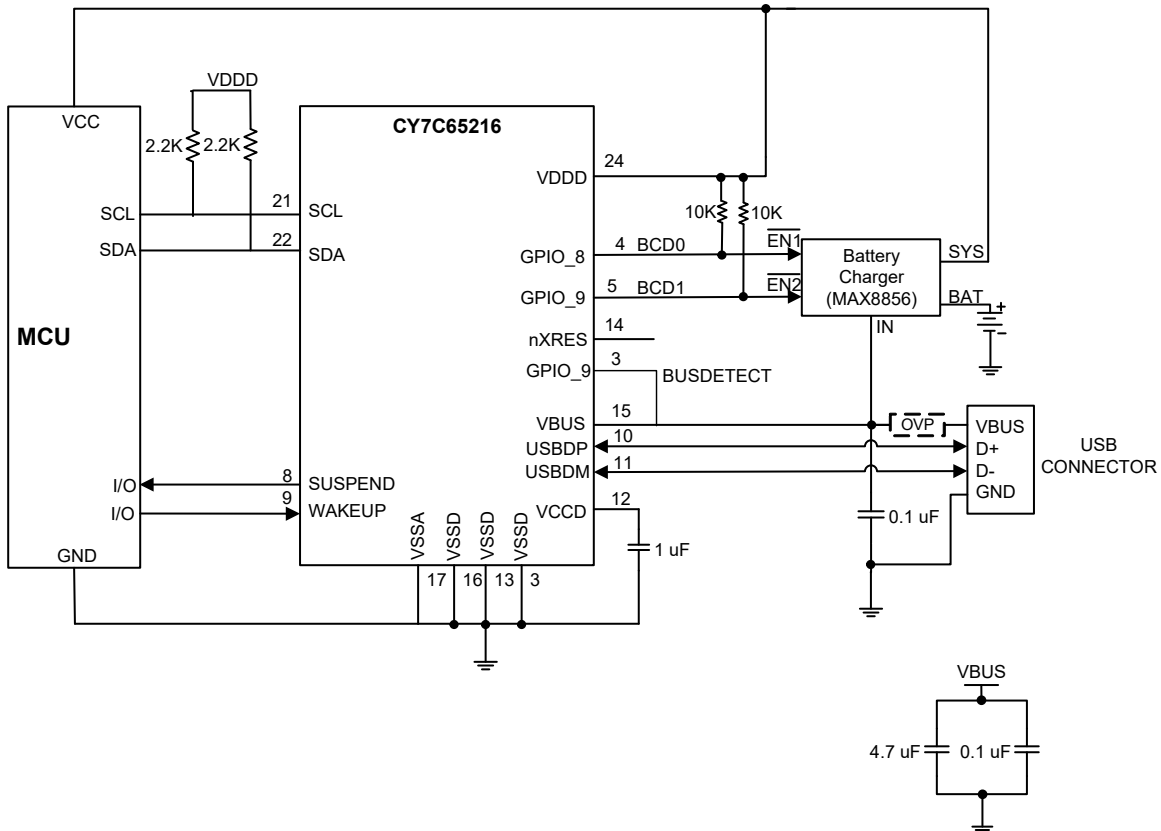 VDDD
VCC
2.2K 2.2K
CY7C65216
24
VDDD
10K 10K
SCL 21 SCL
SDA 22 SDA
GPIO_8 4 BCD0 EN1
GPIO_9 5 BCD1 EN2
Battery
Charger
(MAX8856)
SYS
BAT
+
-
IN
MCU
nXRES 14
GPIO_9 3
BUSDETECT
VBUS 15
OVP
VBUS
USBDP 10 D+
USBDM 11 D-
GND
USB
CONNECTOR
I/O 8 SUSPEND
I/O 9 WAKEUP
VCCD 12
0.1 uF
1 uF
GND
VSSA VSSD VSSD VSSD
17 16 13 3
VBUS
4.7 uF 0.1 uF